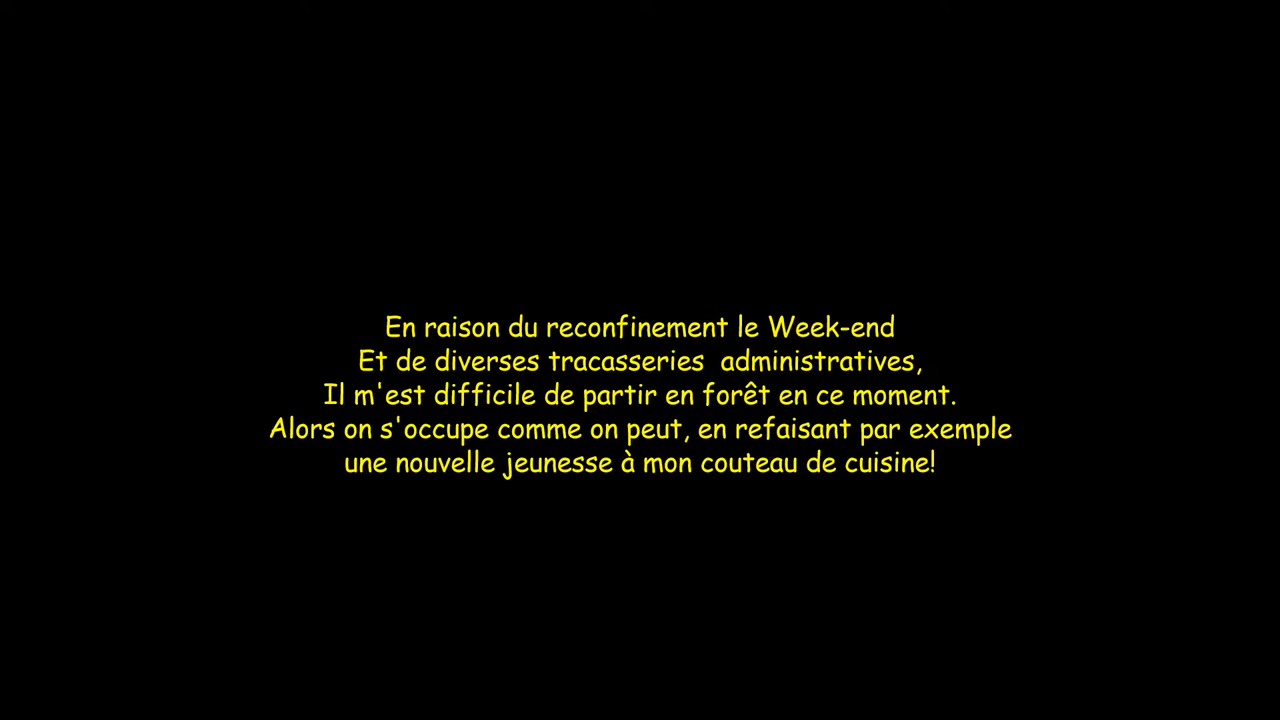 En raison du reconfinement le Week-end
Et de diverses tracasseries  administratives,
Il m'est difficile de partir en forêt en ce moment.
Alors on s'occupe comme on peut, en refaisant par exemple
une nouvelle jeunesse à mon couteau de cuisine!